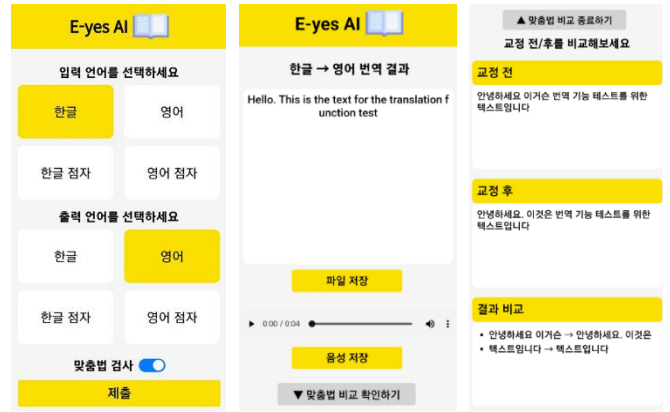 E-yes AI
입력 언어를 선택하세요
한글
영어
한글 점자
영어 점자
출력 언어를 선택하세요
한글
영어
한글 점자
영어 점자
맞춤법 검사
제출
E-yes AI
한글 → 영어 번역 결과
Hello. This is the text for the translation f
unction test
파일 저장
0:00 / 0:04
음성 저장
▼ 맞춤법 비교 확인하기
▲ 맞춤법 비교 종료하기
교정 전/후를 비교해보세요
교정 전
안녕하세요 이거슨 번역 기능 테스트를 위한
텍스트임니다
교정 후
안녕하세요. 이것은 번역 기능 테스트를 위한
텍스트입니다
결과 비교
• 안녕하세요 이거슨 → 안녕하세요. 이것은
• 텍스트임니다 → 텍스트입니다